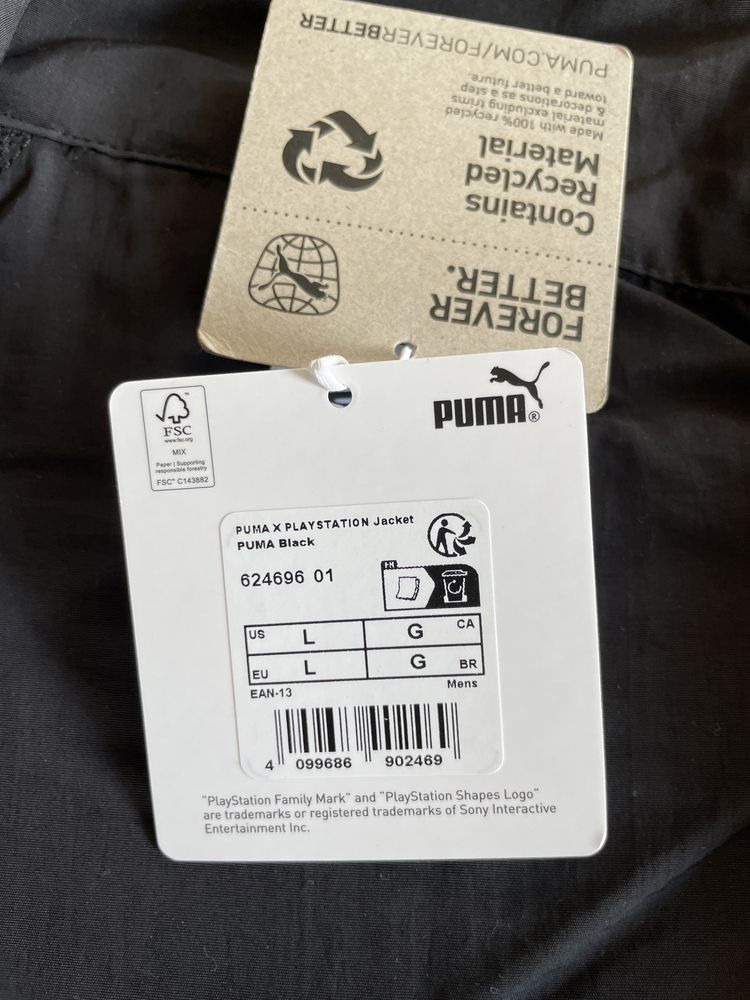 PUMA.COM/FOREVERBETTER
Contains
Recycled
Material
Made with 100% recycled
material excluding trims
& decorations as a step
toward a better future.
FOREVER
BETTER.
PUMA®
FSC
™
www.fsc.org
MIX
Paper | Supporting
responsible forestry
FSC® C143882
PUMA X PLAYSTATION Jacket
PUMA Black
624696 01
FR
US L G CA
EU L G BR
EAN-13 Mens
4 099686 902469
"PlayStation Family Mark" and "PlayStation Shapes Logo"
are trademarks or registered trademarks of Sony Interactive
Entertainment Inc.